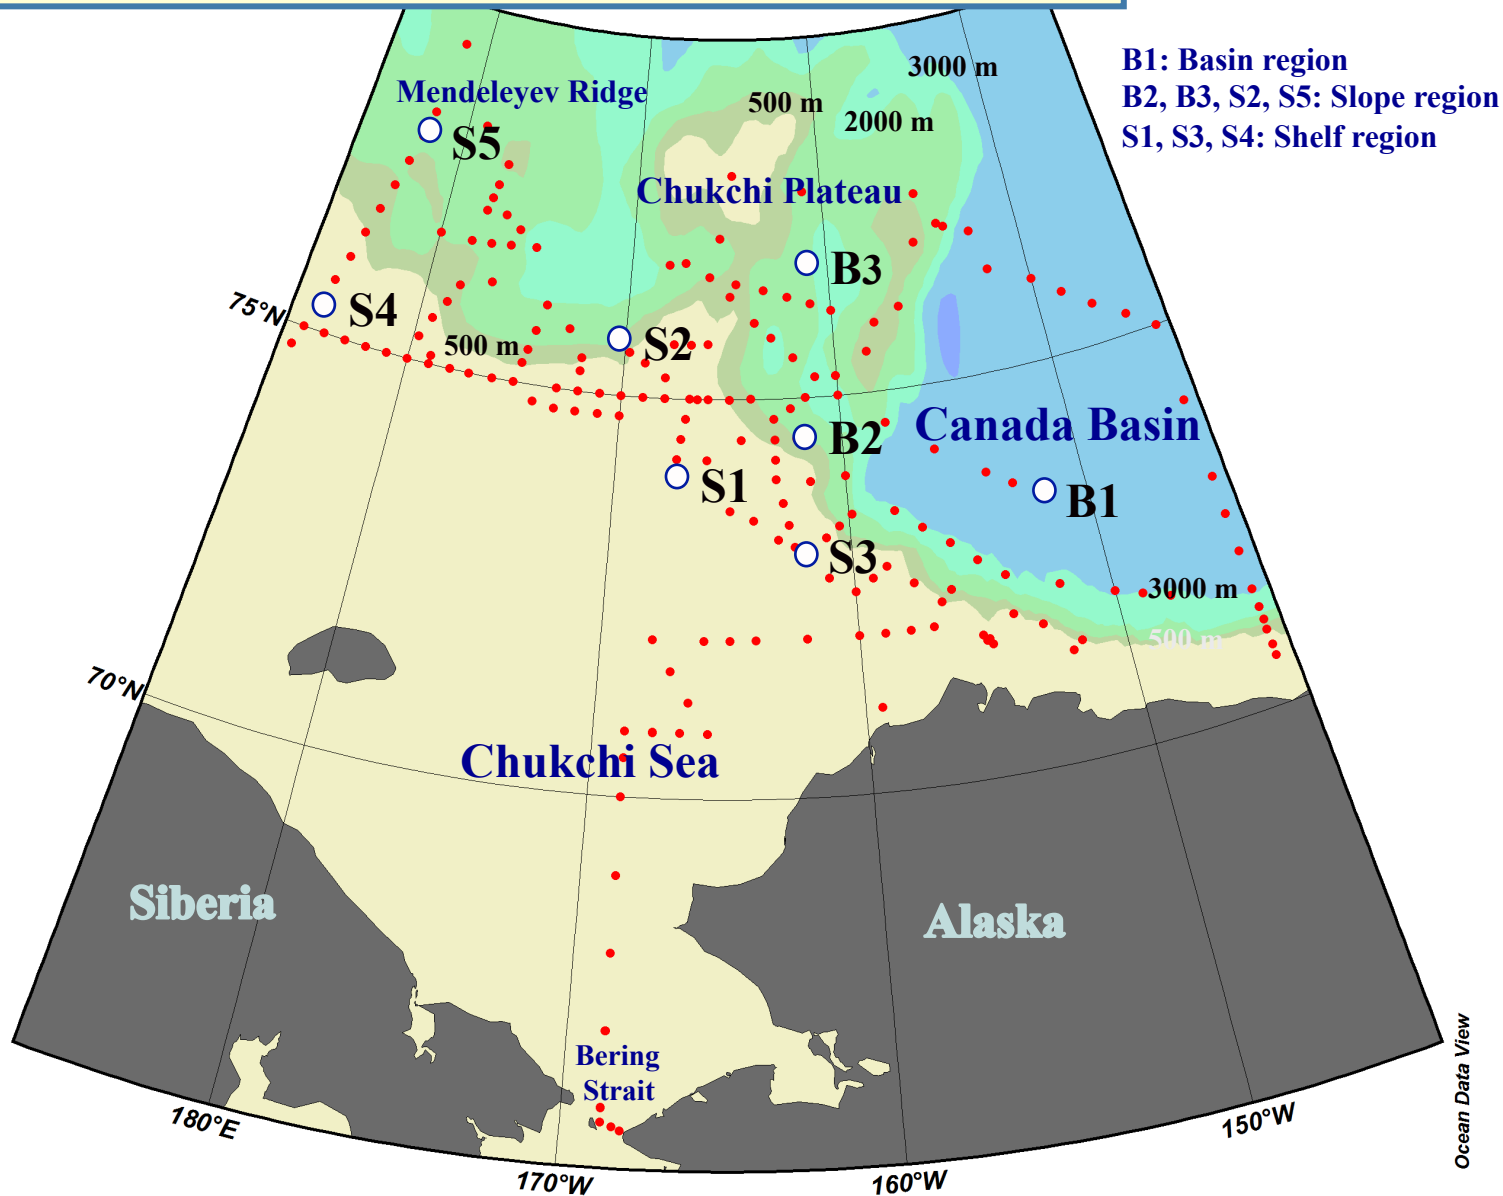 B1: Basin region
B2, B3, S2, S5: Slope region
S1, S3, S4: Shelf region
3000 m
Mendeleyev Ridge
500 m
2000 m
S5
Chukchi Plateau
B3
75°N
S4
500 m
S2
Canada Basin
B2
S1
B1
S3
3000 m
500 m
70°N
Chukchi Sea
Siberia
Alaska
Bering
Strait
180°E
170°W
160°W
150°W
Ocean Data View